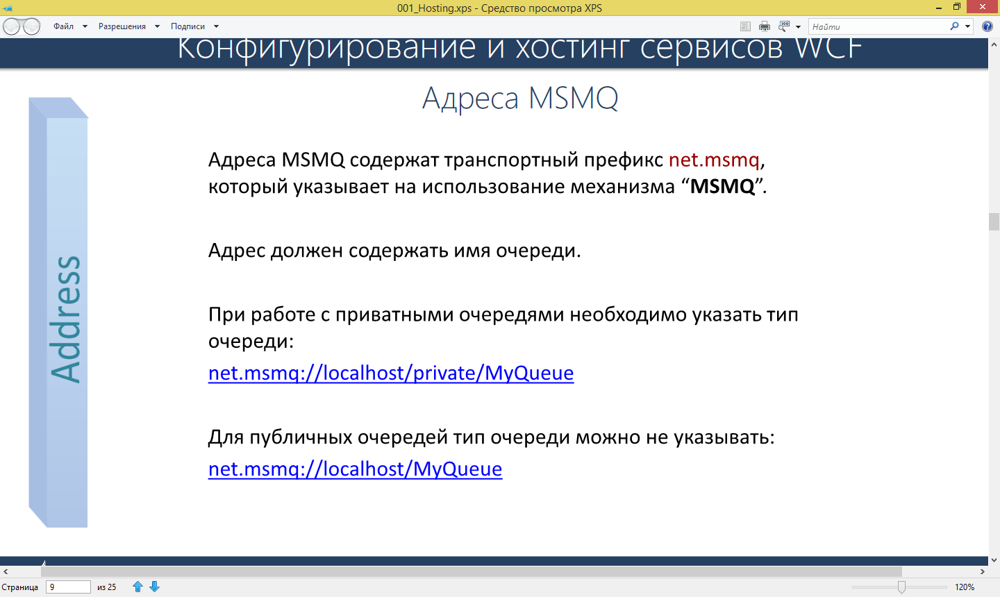 001_Hosting.xps - Средство просмотра XPS
Файл Разрешения Подписи
100 Найти
Конфигурирование и хостинг сервисов WCF
Адреса MSMQ
Address
Адреса MSMQ содержат транспортный префикс net.msmq,
который указывает на использование механизма “MSMQ”.
Адрес должен содержать имя очереди.
При работе с приватными очередями необходимо указать тип
очереди:
net.msmq://localhost/private/MyQueue
Для публичных очередей тип очереди можно не указывать:
net.msmq://localhost/MyQueue
Страница 9 из 25 120%